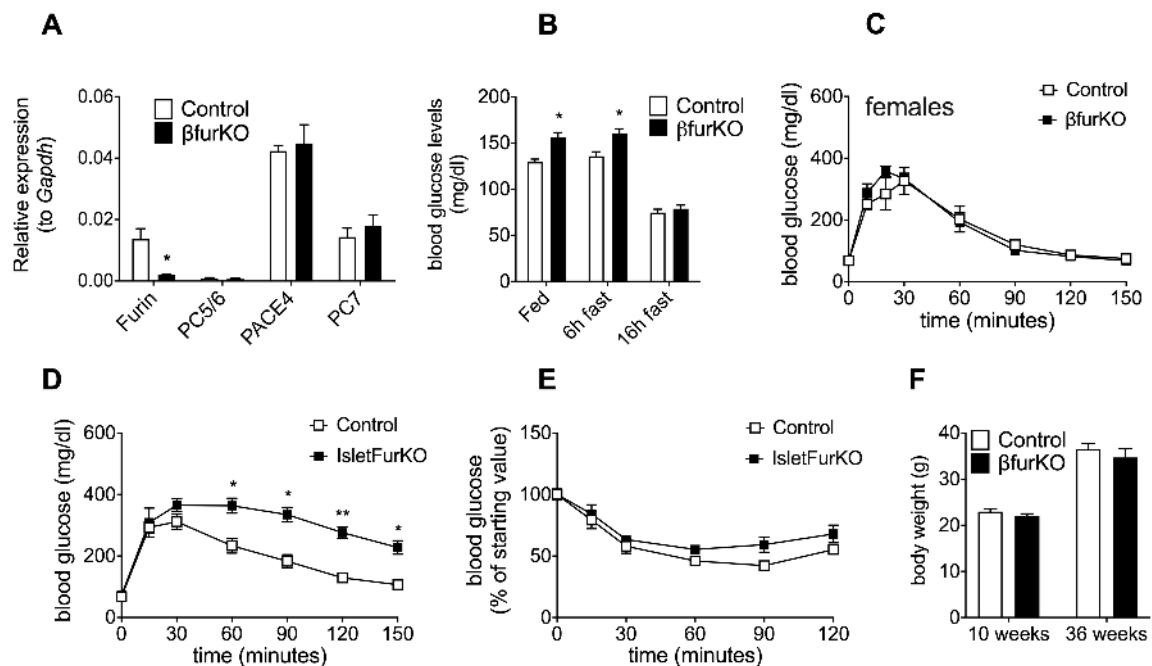 A
Relative expression
(to Gapdh)
0.06
0.04
0.02
0.00
Control
βfurKO
*
Furin
PC5/6
PACE4
PC7
B
blood glucose levels
(mg/dl)
200
150
100
50
0
Control
βfurKO
*
*
Fed
6h fast
16h fast
C
blood glucose (mg/dl)
600
400
200
0
females
Control
βfurKO
0 30 60 90 120 150
time (minutes)
D
blood glucose (mg/dl)
600
400
200
0
Control
IsletFurKO
* * ** *
0 30 60 90 120 150
time (minutes)
E
blood glucose
(% of starting value)
150
100
50
0
Control
IsletFurKO
0 30 60 90 120
time (minutes)
F
body weight (g)
40
30
20
10
0
Control
βfurKO
10 weeks 36 weeks